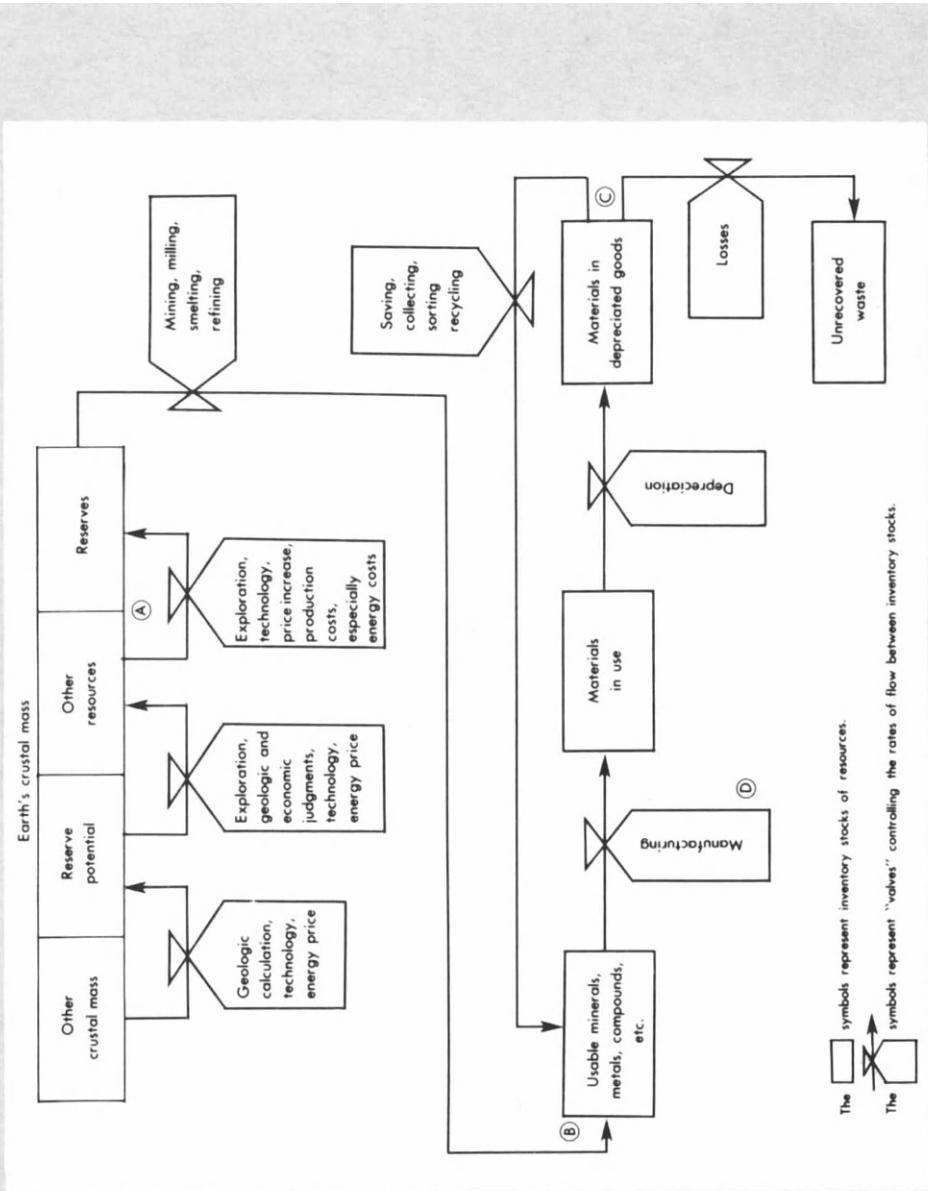 Earth's crustal mass
Other
crustal mass
Reserve
potential
Other
resources
Reserves
Geologic
calculation,
technology,
energy price
Exploration,
geologic and
economic
judgments,
technology,
energy price
Ⓐ
Exploration,
technology,
price increase,
production
costs,
especially
energy costs
Mining, milling,
smelting,
refining
Saving,
collecting,
sorting
recycling
Ⓑ
Usable minerals,
metals, compounds,
etc.
Manufacturing
Ⓓ
Materials
in use
Depreciation
Materials in
depreciated goods
Ⓒ
Losses
Unrecovered
waste
The symbols represent inventory stocks of resources.
The symbols represent "valves" controlling the rates of flow between inventory stocks.